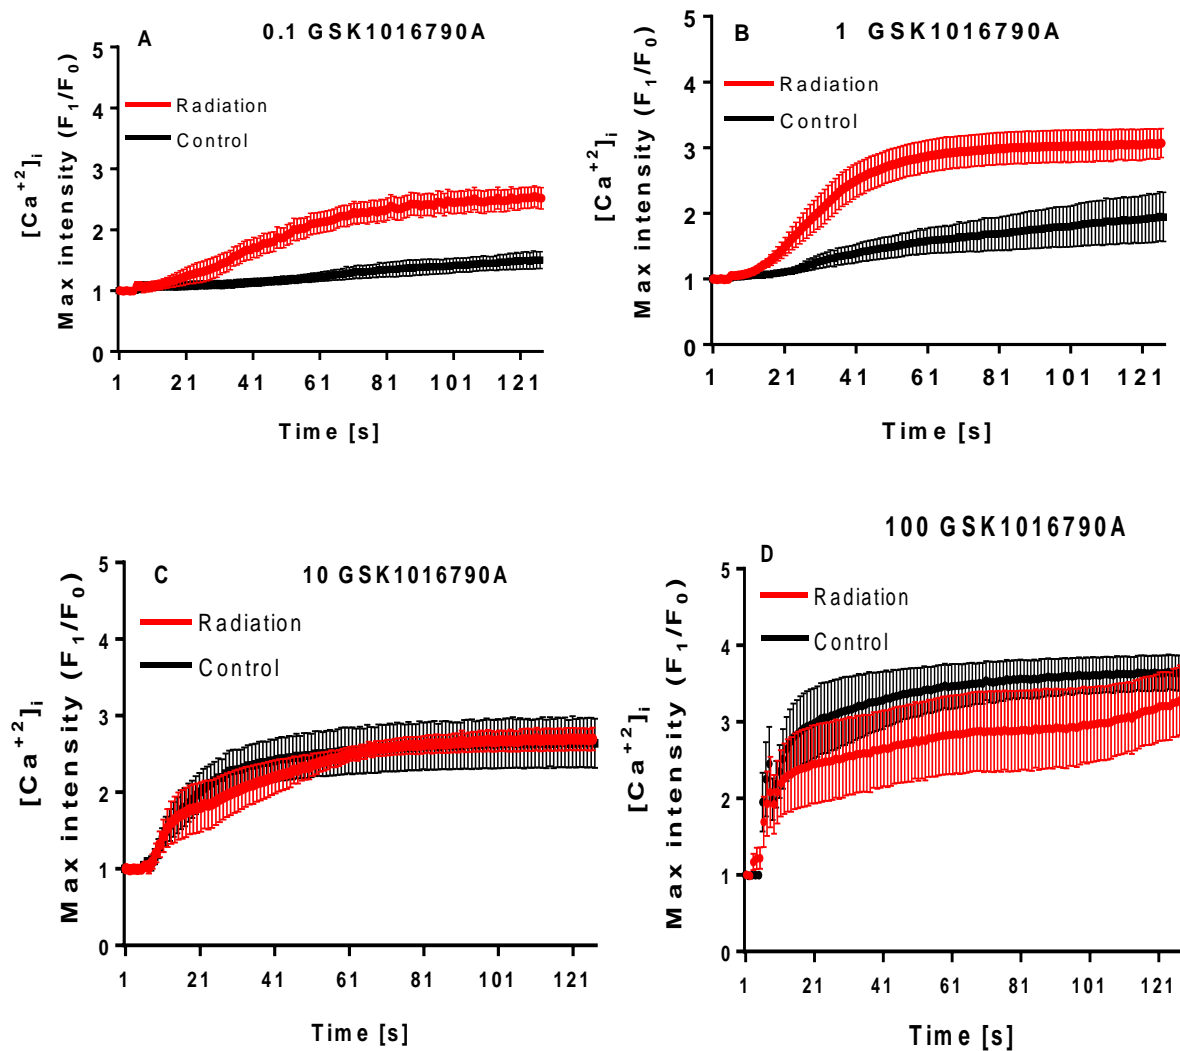 A
0.1 GSK1016790A
[Ca⁺²]ᵢ
Max intensity (F₁/F₀)
5
4
3
2
1
0
Radiation
Control
1 21 41 61 81 101 121
Time [s]
B
1 GSK1016790A
[Ca⁺²]ᵢ
Max intensity (F₁/F₀)
5
4
3
2
1
0
Radiation
Control
1 21 41 61 81 101 121
Time [s]
C
10 GSK1016790A
[Ca⁺²]ᵢ
Max intensity (F₁/F₀)
5
4
3
2
1
0
Radiation
Control
1 21 41 61 81 101 121
Time [s]
100 GSK1016790A
D
[Ca⁺²]ᵢ
Max intensity (F₁/F₀)
5
4
3
2
1
0
Radiation
Control
1 21 41 61 81 101 121
Time [s]